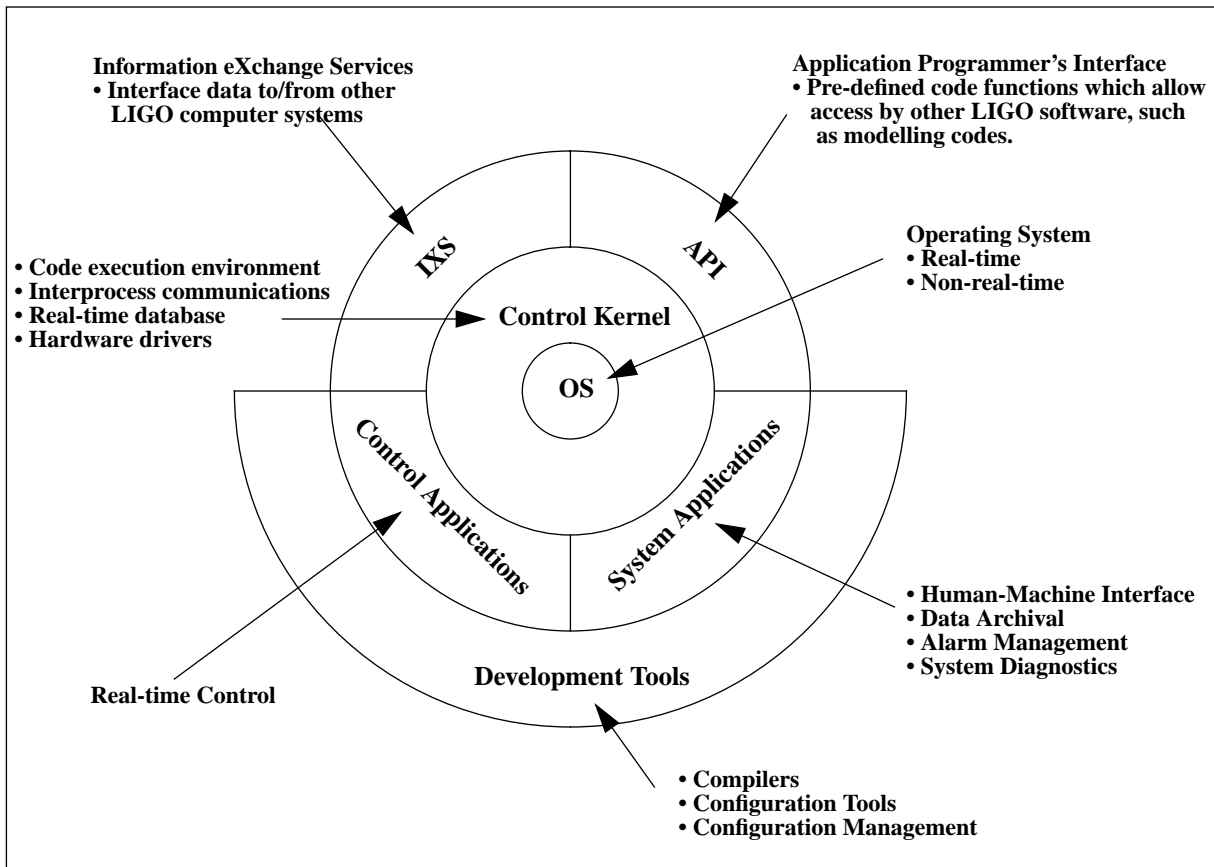 Information eXchange Services
• Interface data to/from other
LIGO computer systems
Application Programmer's Interface
• Pre-defined code functions which allow
access by other LIGO software, such
as modelling codes.
IXS
API
Operating System
• Real-time
• Non-real-time
• Code execution environment
• Interprocess communications
• Real-time database
• Hardware drivers
Control Kernel
OS
Control Applications
System Applications
• Human-Machine Interface
• Data Archival
• Alarm Management
• System Diagnostics
Real-time Control
Development Tools
• Compilers
• Configuration Tools
• Configuration Management